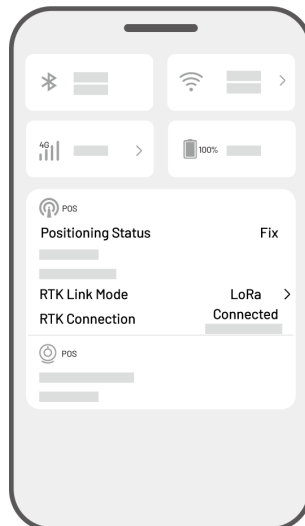 4G
100%
POS
Positioning Status Fix
RTK Link Mode LoRa >
RTK Connection Connected
POS